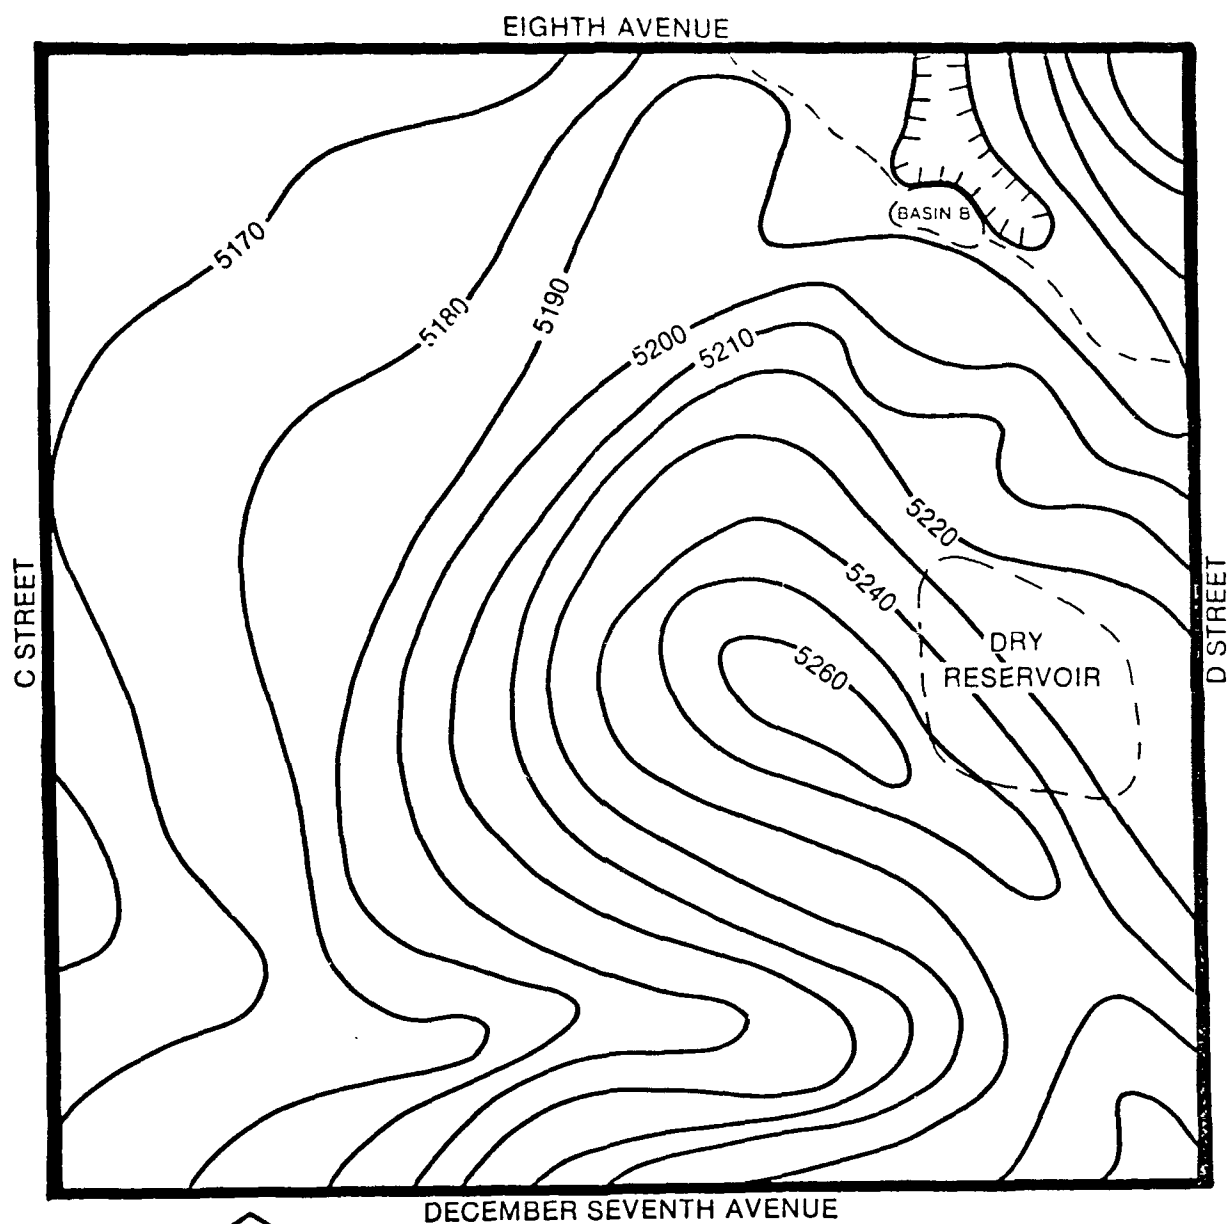 EIGHTH AVENUE
BASIN B
5170
5180
5190
5200
5210
5220
5240
5260
DRY
RESERVOIR
C STREET
D STREET
DECEMBER SEVENTH AVENUE